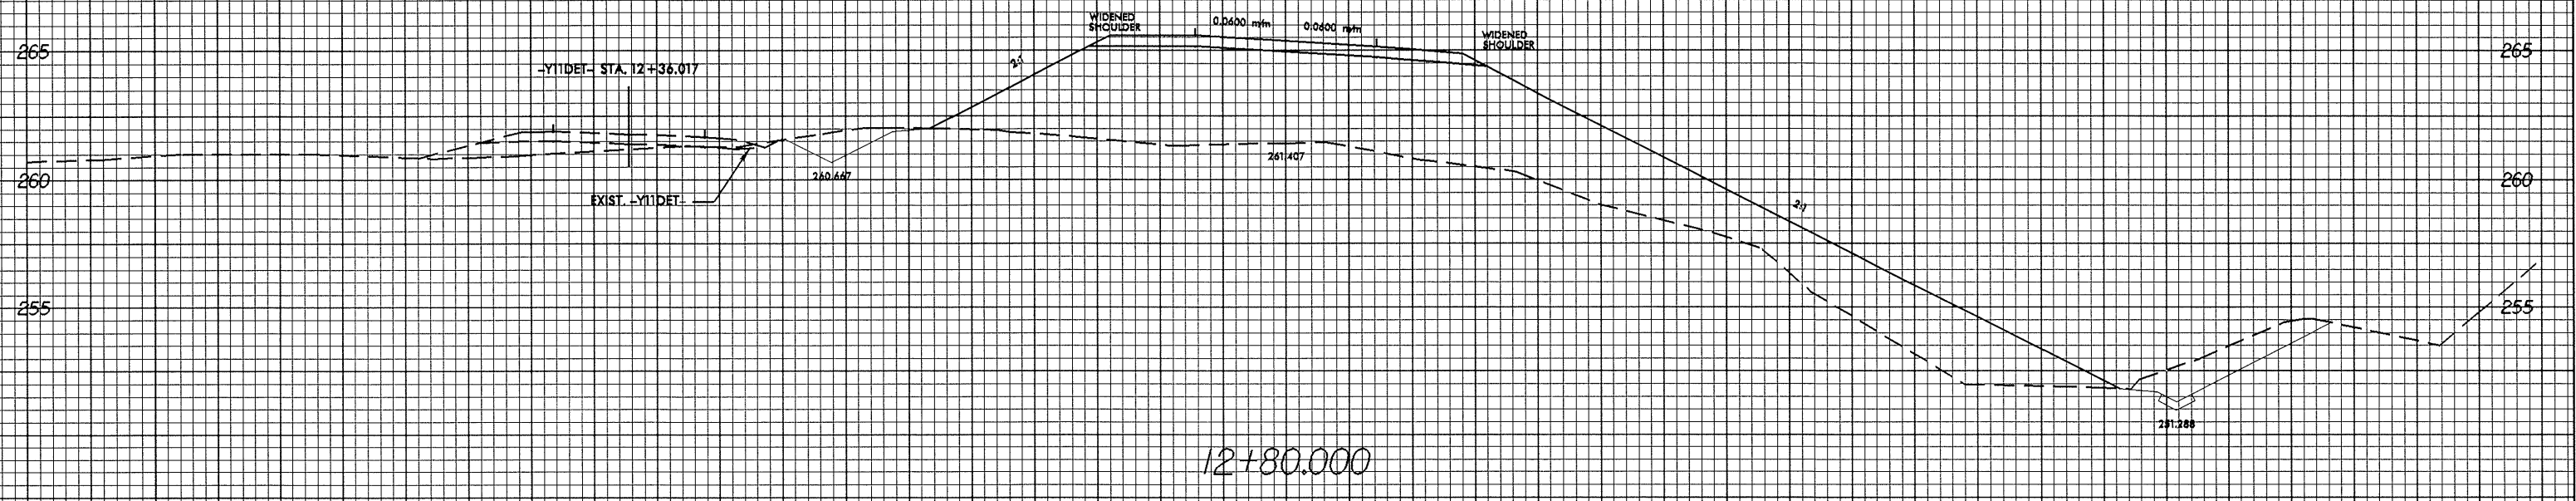 WIDENED
SHOULDER
0.0600 m/m
0.0600 m/m
WIDENED
SHOULDER
265
265
-Y11DET- STA. 12+36.017
2:1
261.407
260.667
260
260
EXIST. -Y11DET-
2:1
255
255
251.288
12+80.000